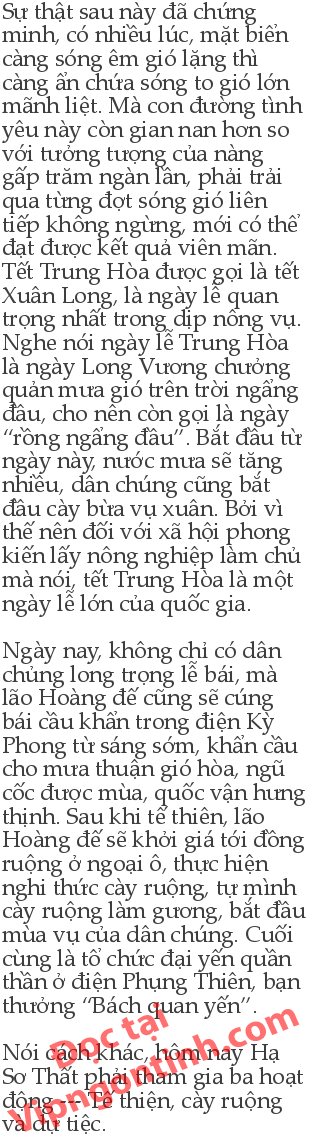 Sự thật sau này đã chứng
minh, có nhiều lúc, mặt biển
càng sóng êm gió lặng thì
càng ẩn chứa sóng to gió lớn
mãnh liệt. Mà con đường tình
yêu này còn gian nan hơn so
với tưởng tượng của nàng
gấp trăm ngàn lần, phải trải
qua từng đợt sóng gió liên
tiếp không ngừng, mới có thể
đạt được kết quả viên mãn.
Tết Trung Hòa được gọi là tết
Xuân Long, là ngày lễ quan
trọng nhất trong dịp nông vụ.
Nghe nói ngày lễ Trung Hòa
là ngày Long Vương chưởng
quản mưa gió trên trời ngẩng
đầu, cho nên còn gọi là ngày
“rồng ngẩng đầu”. Bắt đầu từ
ngày này, nước mưa sẽ tăng
nhiều, dân chúng cũng bắt
đầu cày bừa vụ xuân. Bởi vì
thế nên đối với xã hội phong
kiến lấy nông nghiệp làm chủ
mà nói, tết Trung Hòa là một
ngày lễ lớn của quốc gia.

Ngày nay, không chỉ có dân
chúng long trọng lễ bái, mà
lão Hoàng đế cũng sẽ cúng
bái cầu khẩn trong điện Kỳ
Phong từ sáng sớm, khẩn cầu
cho mưa thuận gió hòa, ngũ
cốc được mùa, quốc vận hưng
thịnh. Sau khi tế thiên, lão
Hoàng đế sẽ khởi giá tới đồng
ruộng ở ngoại ô, thực hiện
nghi thức cày ruộng, tự mình
cày ruộng làm gương, bắt đầu
mùa vụ của dân chúng. Cuối
cùng là tổ chức đại yến quần
thần ở điện Phụng Thiên, bạn
thưởng “Bách quan yến”.

Nói cách khác, hôm nay Hạ
Sơ Thất phải tham gia ba hoạt
động --- Tế thiện, cày ruộng
và dự tiệc.
Đọc tại
Vipngontinh.com